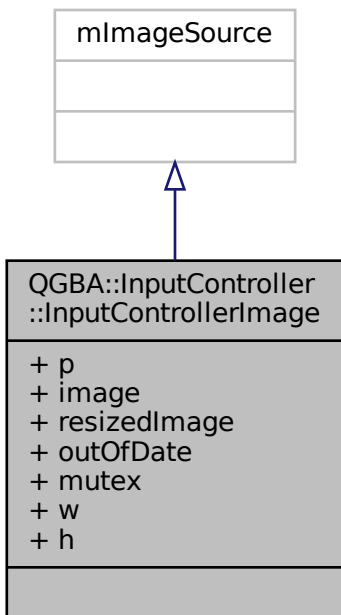 mImageSource
QGBA::InputController
::InputControllerImage
+ p
+ image
+ resizedImage
+ outOfDate
+ mutex
+ w
+ h